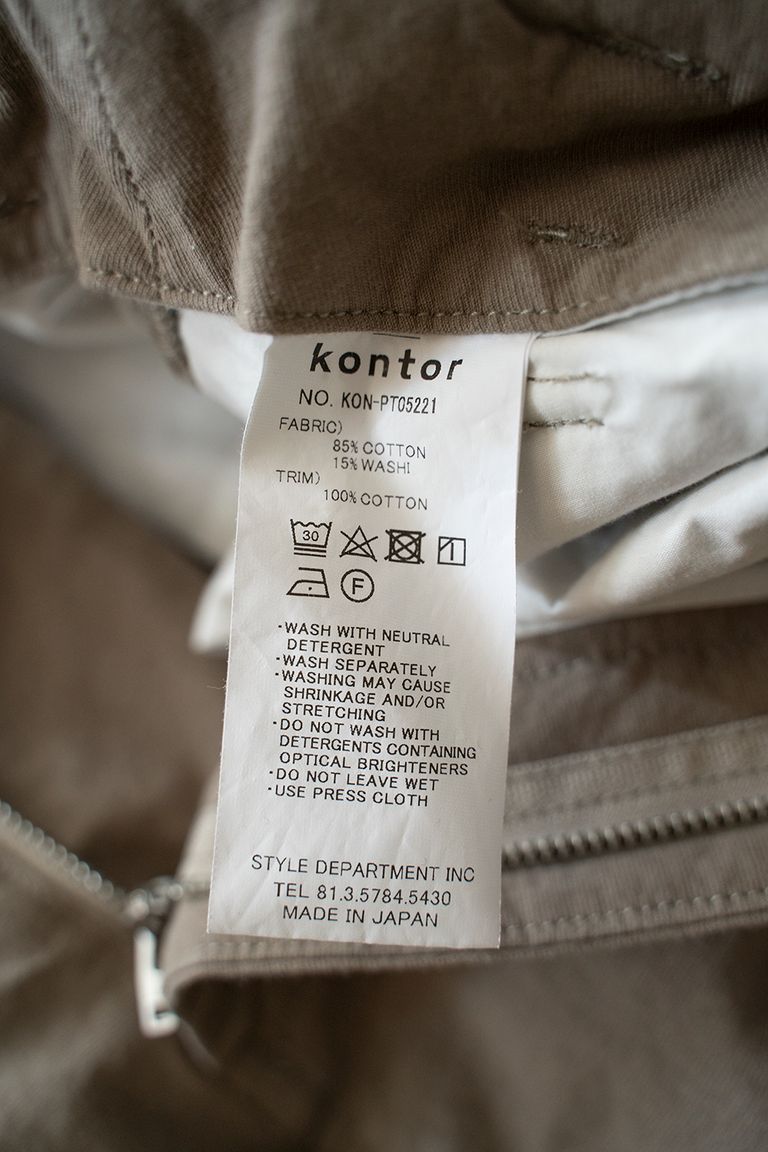 kontor
NO. KON-PT05221
FABRIC)
85% COTTON
15% WASHI
TRIM)
100% COTTON
30
F
·WASH WITH NEUTRAL
DETERGENT
·WASH SEPARATELY
·WASHING MAY CAUSE
SHRINKAGE AND/OR
STRETCHING
·DO NOT WASH WITH
DETERGENTS CONTAINING
OPTICAL BRIGHTENERS
·DO NOT LEAVE WET
·USE PRESS CLOTH
STYLE DEPARTMENT INC
TEL 81.3.5784.5430
MADE IN JAPAN